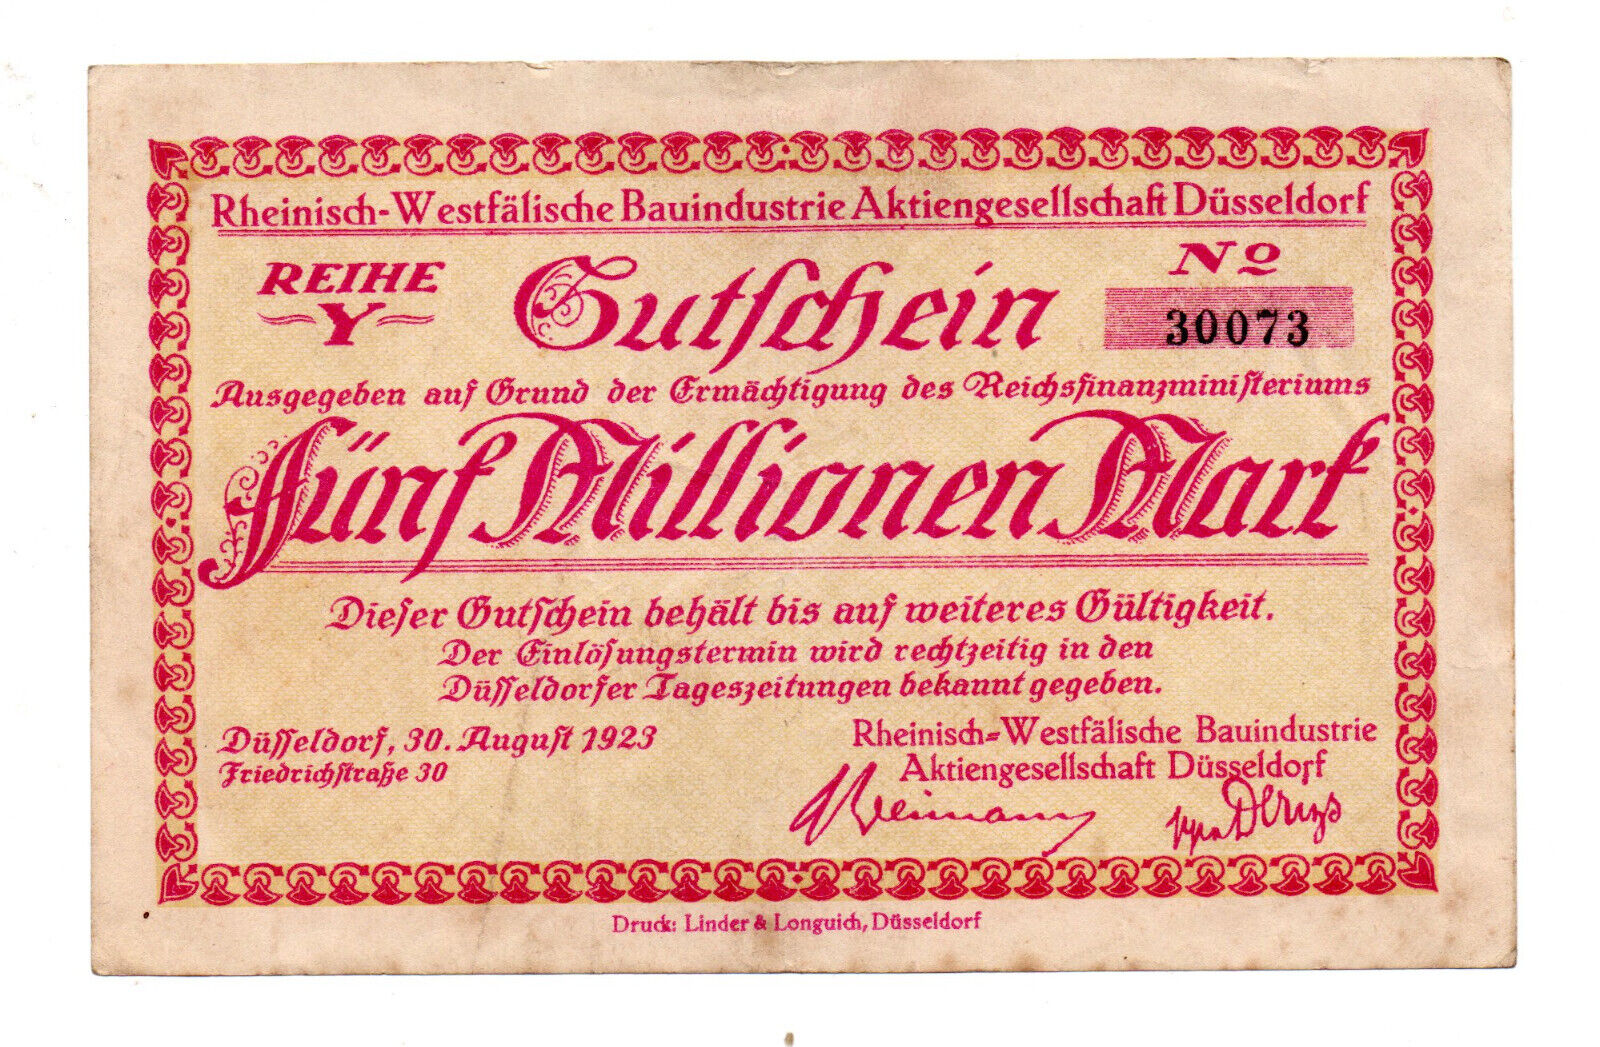 Rheinisch-Westfälische Bauindustrie Aktiengesellschaft Düsseldorf
REIHE
Y
Gutschein
No
30073
Ausgegeben auf Grund der Ermächtigung des Reichsfinanzministeriums
Fünf Millionen Mark
Dieser Gutschein behält bis auf weiteres Gültigkeit.
Der Einlösungstermin wird rechtzeitig in den
Düsseldorfer Tageszeitungen bekannt gegeben.
Düsseldorf, 30. August 1923
Friedrichstraße 30
Rheinisch-Westfälische Bauindustrie
Aktiengesellschaft Düsseldorf
Druck: Linder & Longuich, Düsseldorf